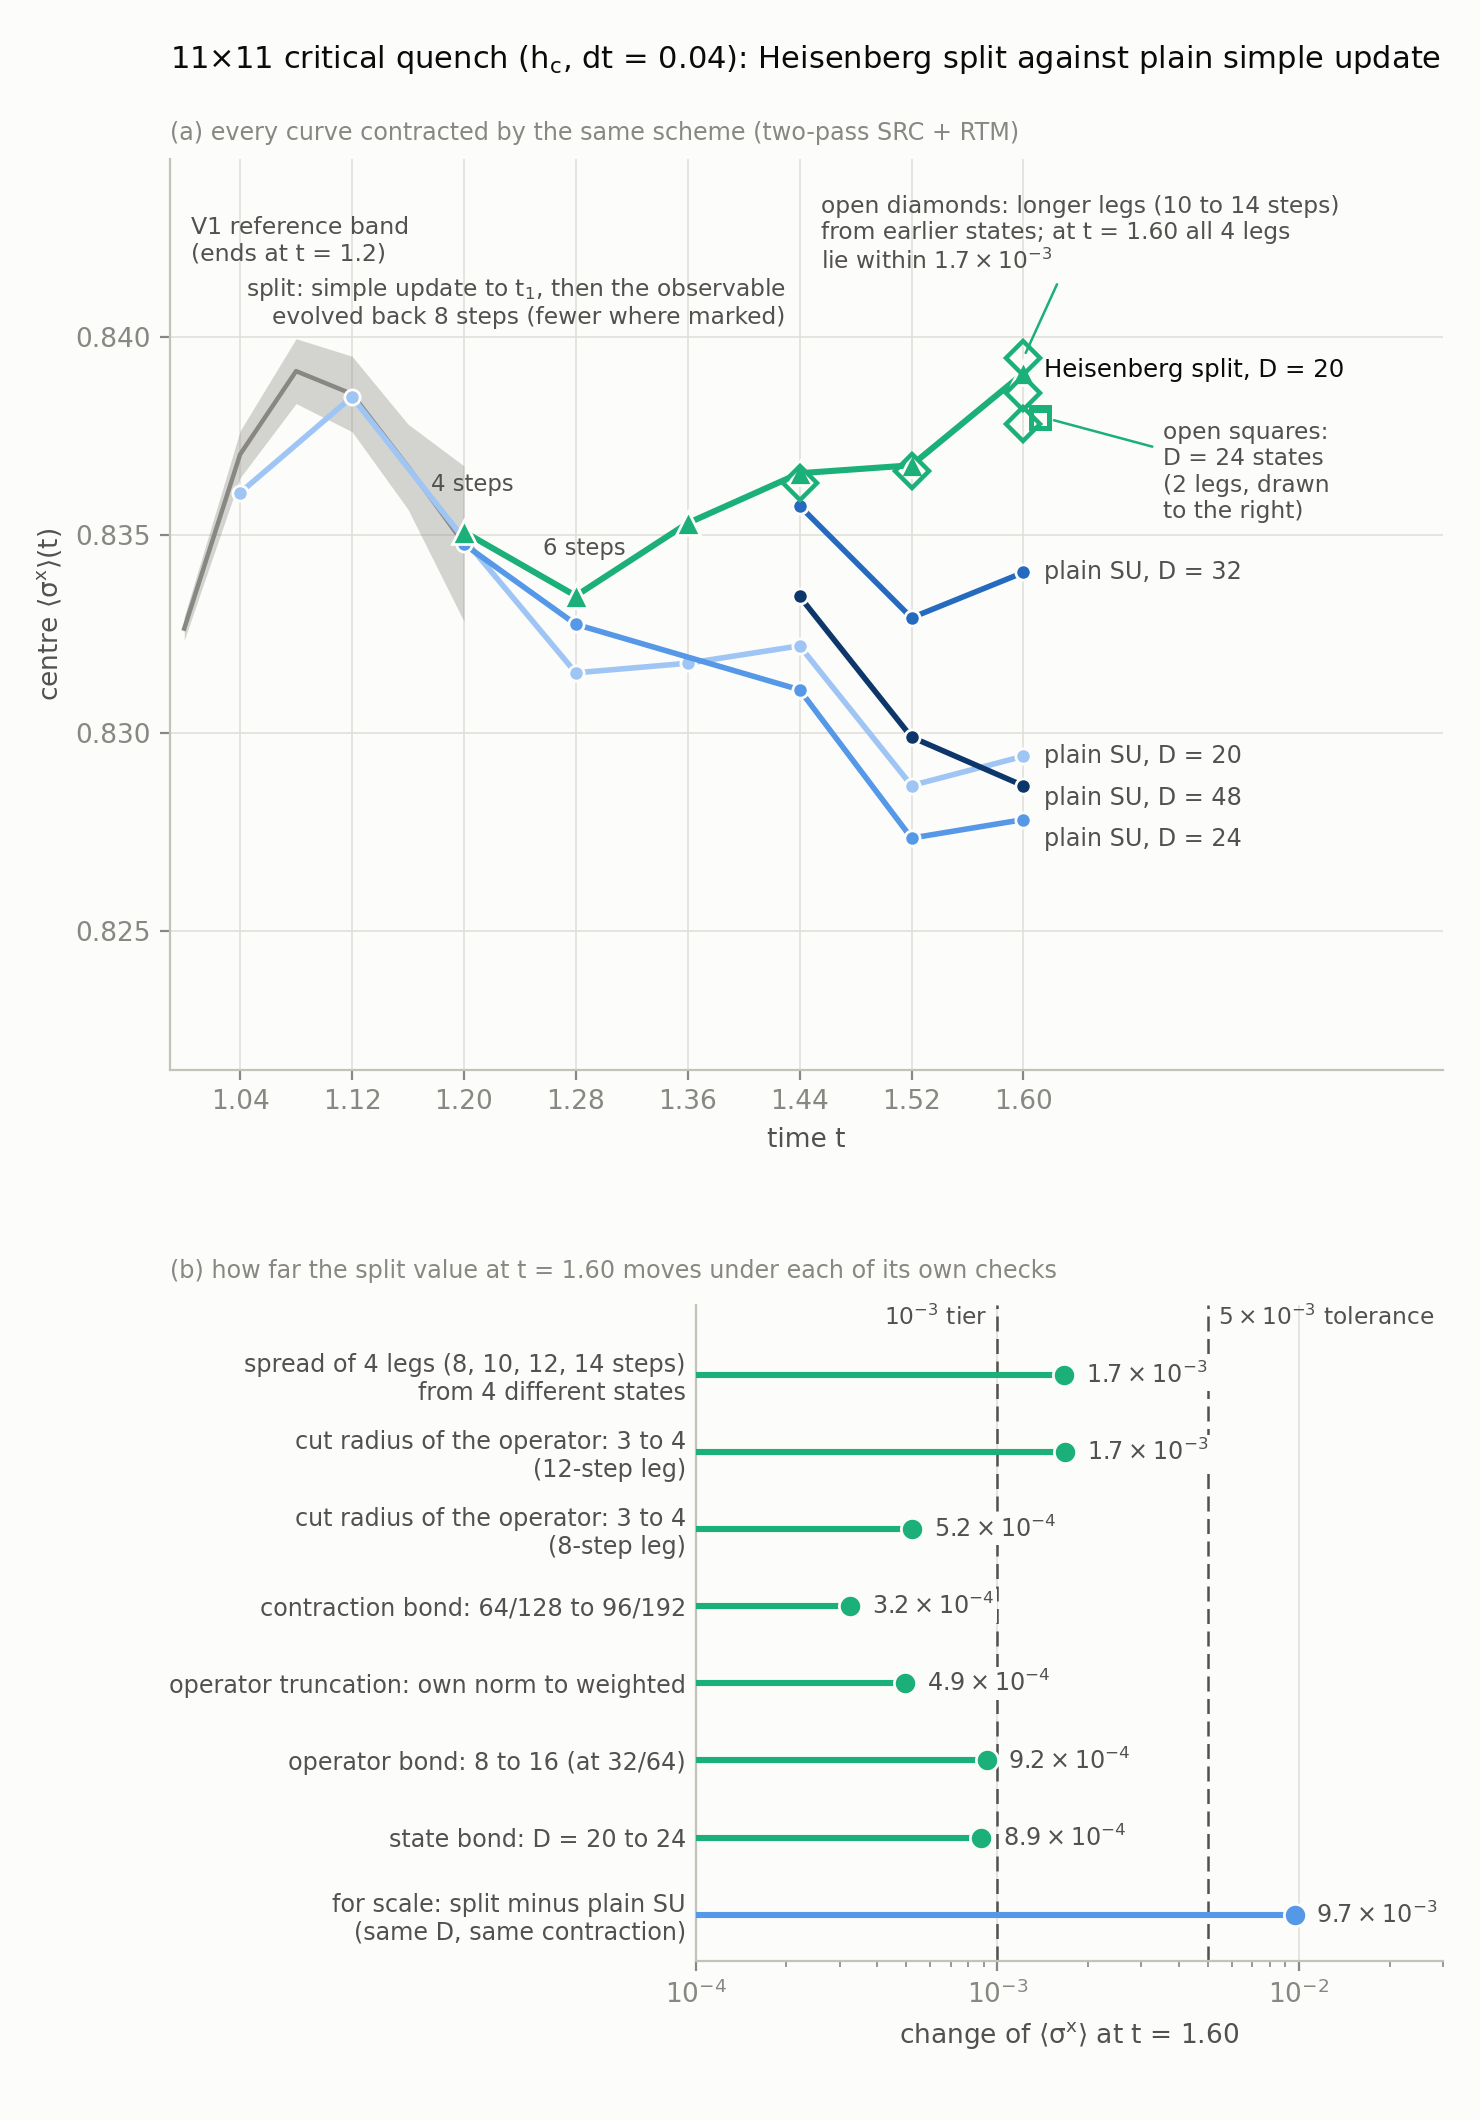 11×11 critical quench (h_c, dt = 0.04): Heisenberg split against plain simple update
(a) every curve contracted by the same scheme (two-pass SRC + RTM)
V1 reference band
(ends at t = 1.2)
split: simple update to t₁, then the observable
evolved back 8 steps (fewer where marked)
open diamonds: longer legs (10 to 14 steps)
from earlier states; at t = 1.60 all 4 legs
lie within 1.7 × 10⁻³
Heisenberg split, D = 20
open squares:
D = 24 states
(2 legs, drawn
to the right)
4 steps
6 steps
plain SU, D = 32
plain SU, D = 20
plain SU, D = 48
plain SU, D = 24
0.840
0.835
0.830
0.825
centre ⟨σˣ⟩(t)
1.04 1.12 1.20 1.28 1.36 1.44 1.52 1.60
time t
(b) how far the split value at t = 1.60 moves under each of its own checks
10⁻³ tier
5 × 10⁻³ tolerance
spread of 4 legs (8, 10, 12, 14 steps)
from 4 different states
1.7 × 10⁻³
cut radius of the operator: 3 to 4
(12-step leg)
1.7 × 10⁻³
cut radius of the operator: 3 to 4
(8-step leg)
5.2 × 10⁻⁴
contraction bond: 64/128 to 96/192
3.2 × 10⁻⁴
operator truncation: own norm to weighted
4.9 × 10⁻⁴
operator bond: 8 to 16 (at 32/64)
9.2 × 10⁻⁴
state bond: D = 20 to 24
8.9 × 10⁻⁴
for scale: split minus plain SU
(same D, same contraction)
9.7 × 10⁻³
10⁻⁴ 10⁻³ 10⁻²
change of ⟨σˣ⟩ at t = 1.60